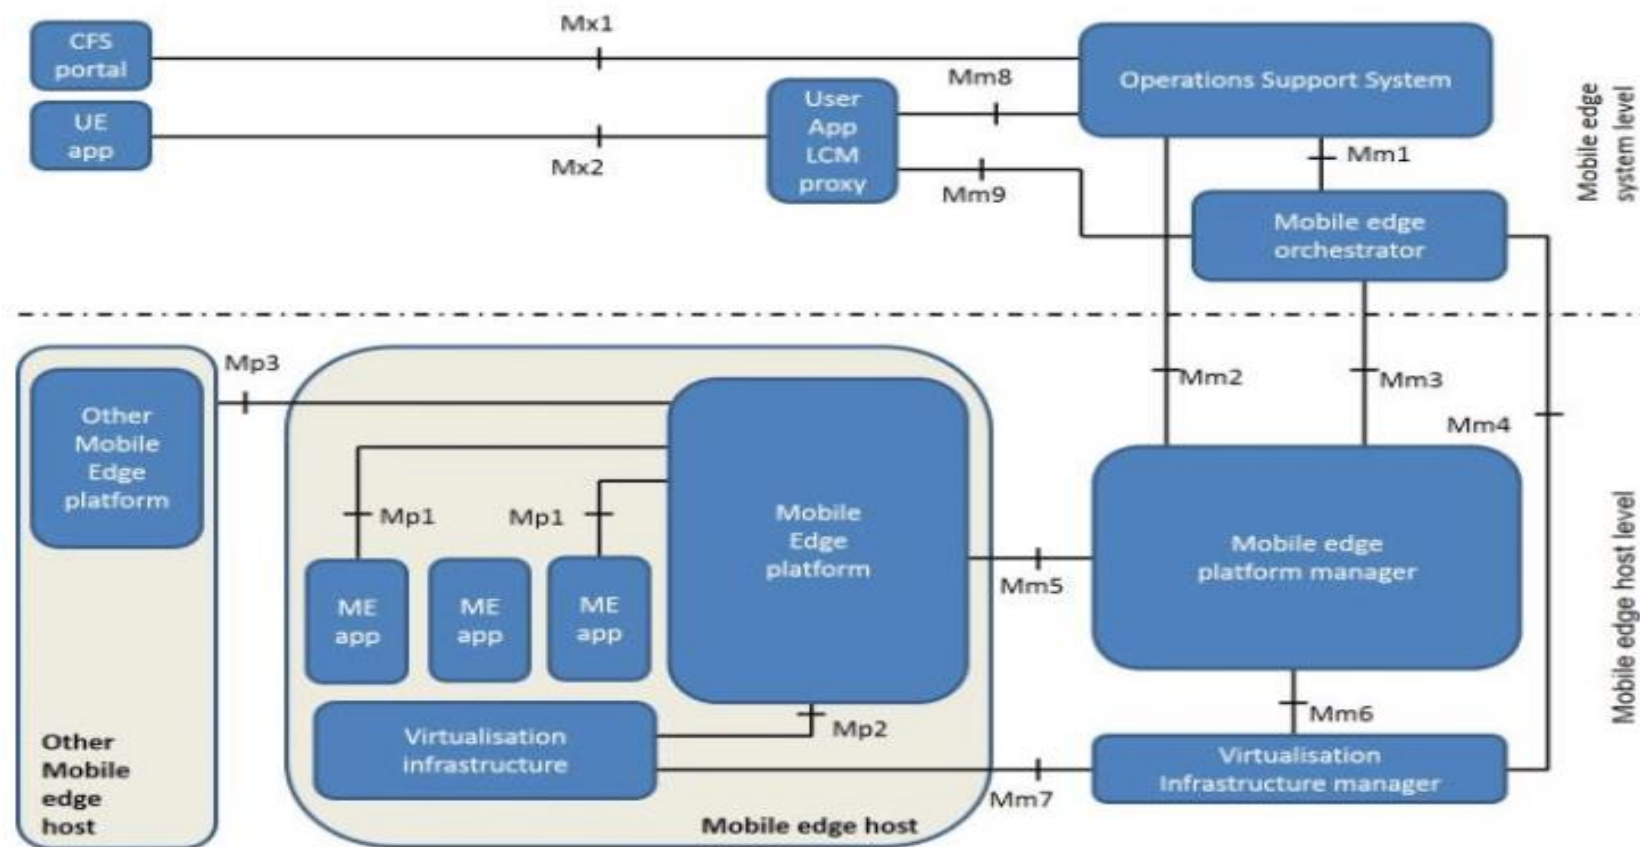 Mx1
CFS
portal
Operations Support System
Mm8
User
App
LCM
proxy
UE
app
Mx2
Mm9
Mm1
Mobile edge
orchestrator
Mobile edge
system level
Mp3
Other
Mobile
Edge
platform
Mm2
Mm3
Mm4
Mp1
Mp1
Mobile
Edge
platform
Mobile edge
platform manager
Mm5
ME
app
ME
app
ME
app
Mobile edge host level
Mm6
Mp2
Virtualisation
infrastructure
Virtualisation
Infrastructure manager
Mm7
Other
Mobile
edge
host
Mobile edge host